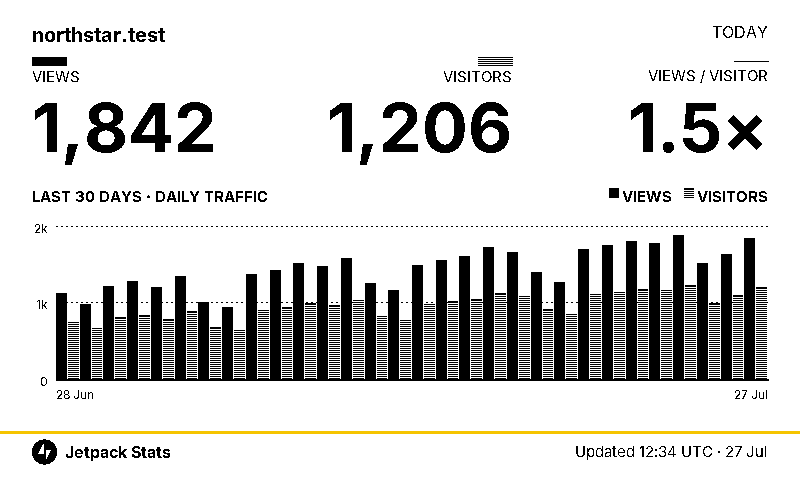 northstar.test
TODAY
VIEWS
VISITORS
VIEWS / VISITOR
1,842
1,206
1.5×
LAST 30 DAYS · DAILY TRAFFIC
VIEWS
VISITORS
2k
1k
0
28 Jun
27 Jul
Jetpack Stats
Updated 12:34 UTC · 27 Jul